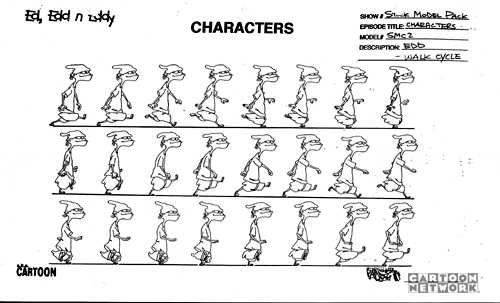 Ed, Edd n Eddy
CHARACTERS
SHOW # Stock Model Pack
EPISODE TITLE: CHARACTERS
MODEL# SMC2
DESCRIPTION: EDD
- WALK CYCLE
CARTOON
CARTOON
NETWORK